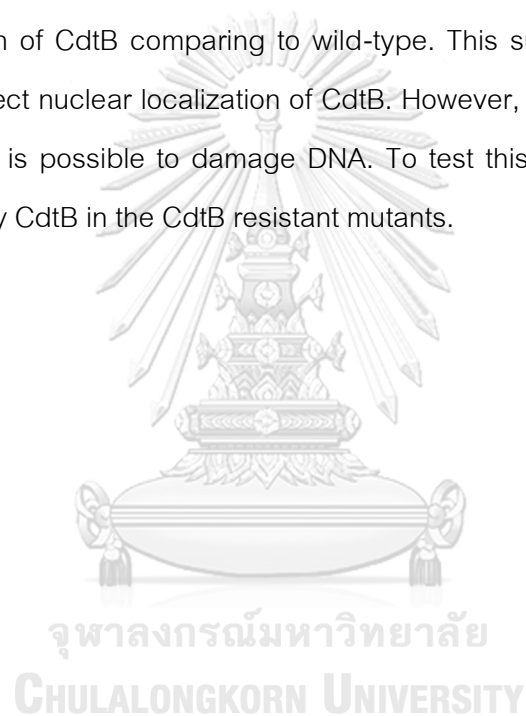 of CdtB comparing to wild-type. This
nuclear localization of CdtB. However,
is possible to damage DNA. To test this
CdtB in the CdtB resistant mutants.
จุฬาลงกรณ์มหาวิทยาลัย
CHULALONGKORN UNIVERSITY